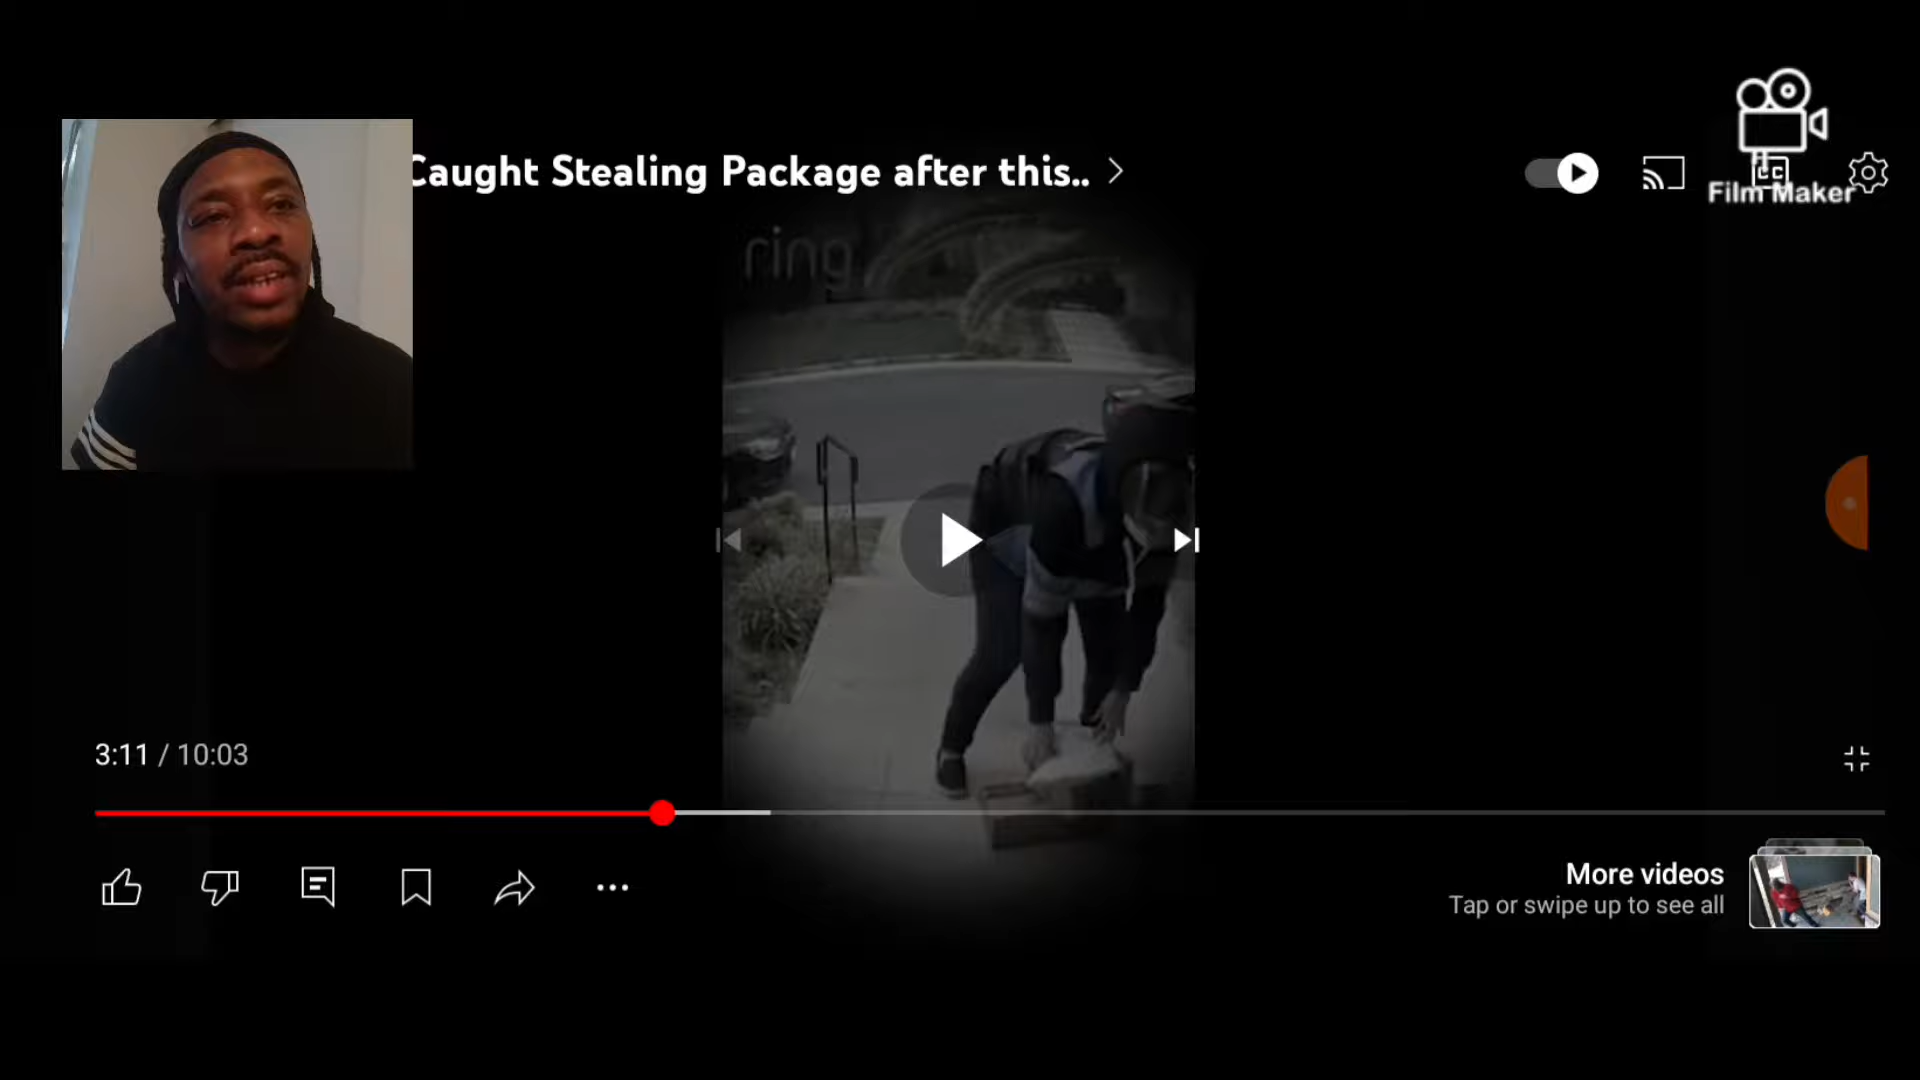 Caught Stealing Package after this..
CC
Film Maker
ring
3:11 / 10:03
More videos
Tap or swipe up to see all